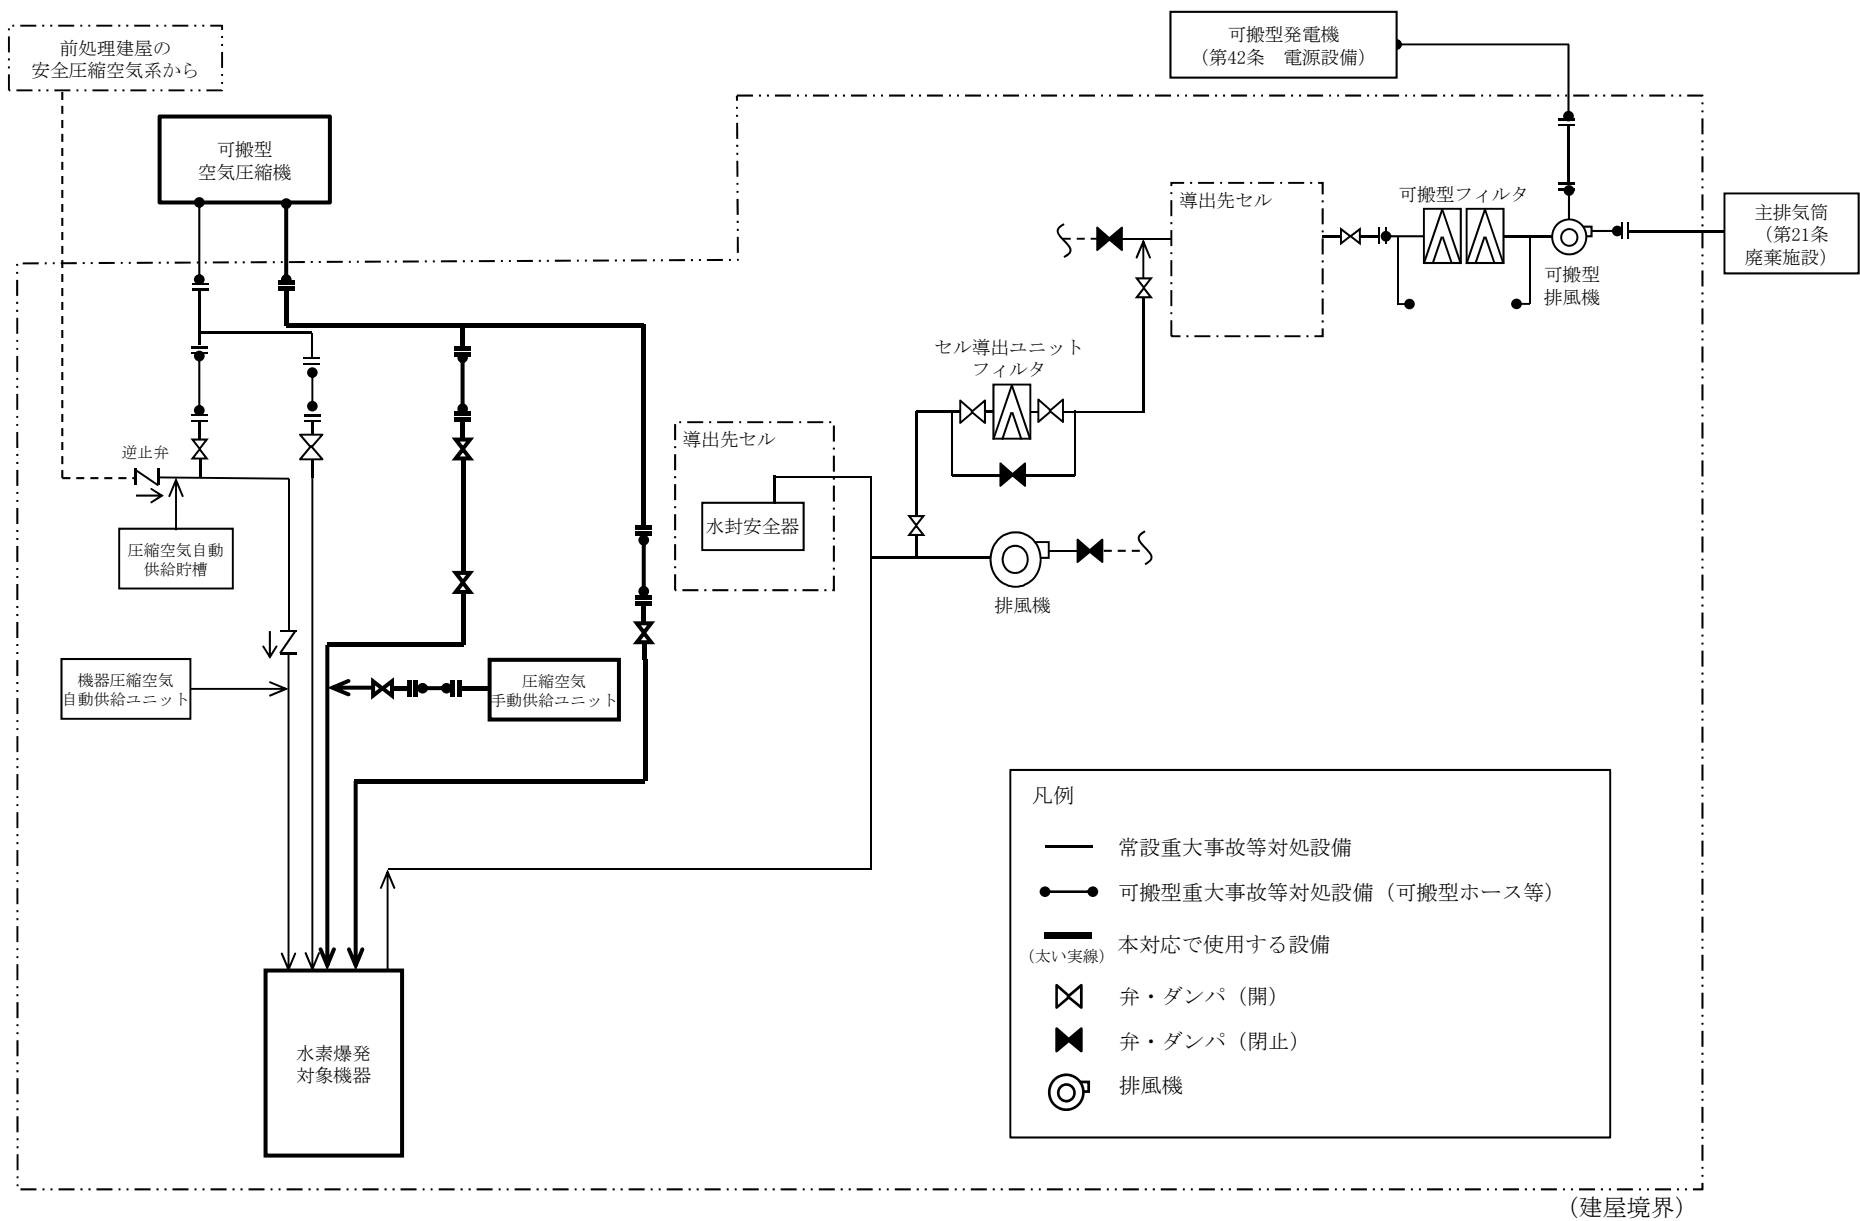 前処理建屋の
安全圧縮空気系から
可搬型発電機
（第42条　電源設備）
可搬型
空気圧縮機
導出先セル
可搬型フィルタ
主排気筒
（第21条
廃棄施設）
可搬型
排風機
セル導出ユニット
フィルタ
導出先セル
逆止弁
水封安全器
圧縮空気自動
供給貯槽
排風機
機器圧縮空気
自動供給ユニット
圧縮空気
手動供給ユニット
凡例
常設重大事故等対処設備
可搬型重大事故等対処設備（可搬型ホース等）
本対応で使用する設備
（太い実線）
弁・ダンパ（開）
弁・ダンパ（閉止）
排風機
水素爆発
対象機器
（建屋境界）